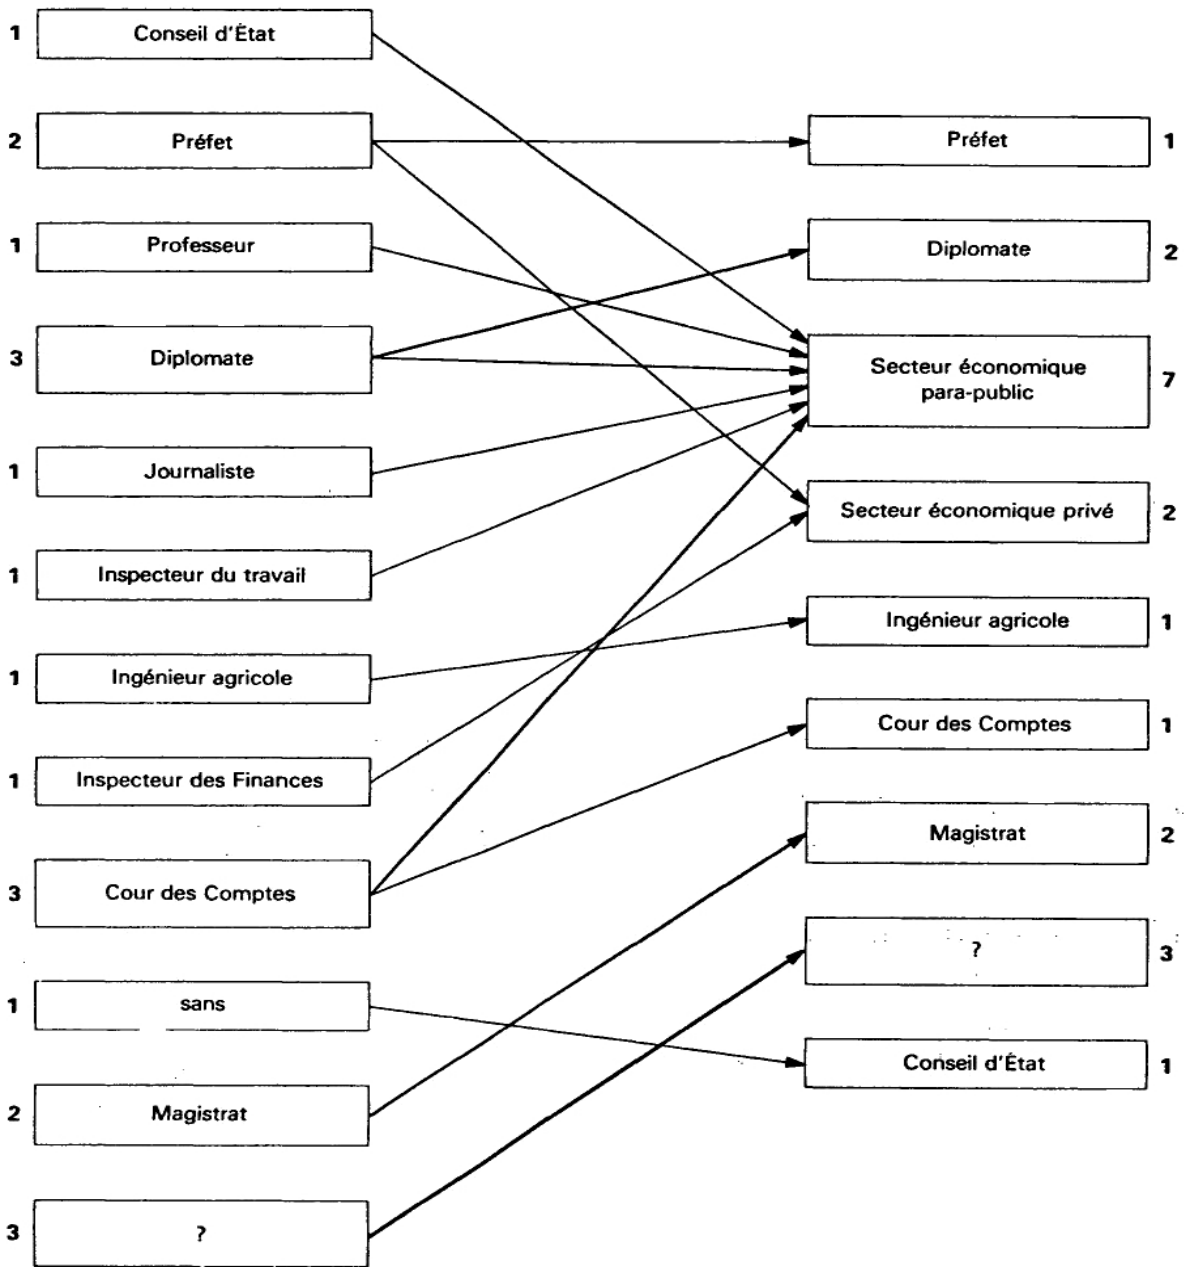 1 Conseil d'État
2 Préfet
1 Professeur
3 Diplomate
1 Journaliste
1 Inspecteur du travail
1 Ingénieur agricole
1 Inspecteur des Finances
3 Cour des Comptes
1 sans
2 Magistrat
3 ?
Préfet 1
Diplomate 2
Secteur économique
para-public 7
Secteur économique privé 2
Ingénieur agricole 1
Cour des Comptes 1
Magistrat 2
? 3
Conseil d'État 1